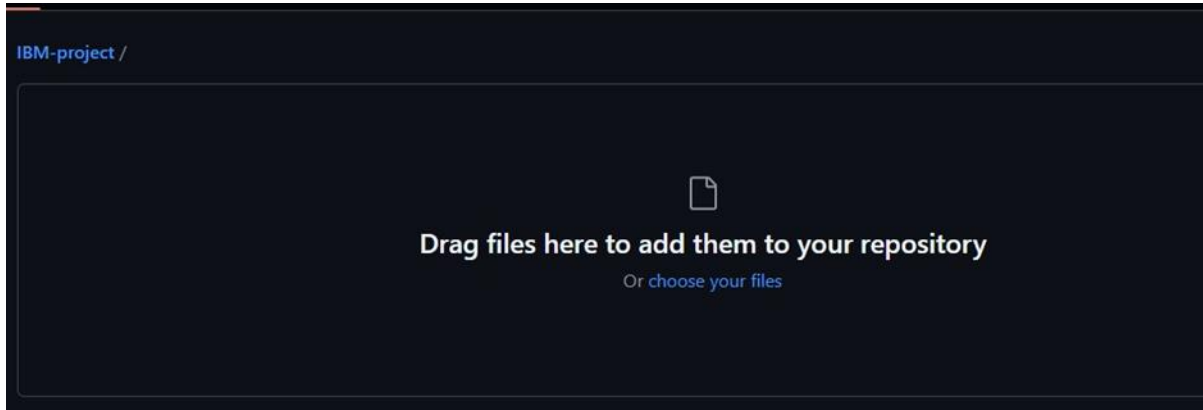 IBM-project /
Drag files here to add them to your repository
Or choose your files